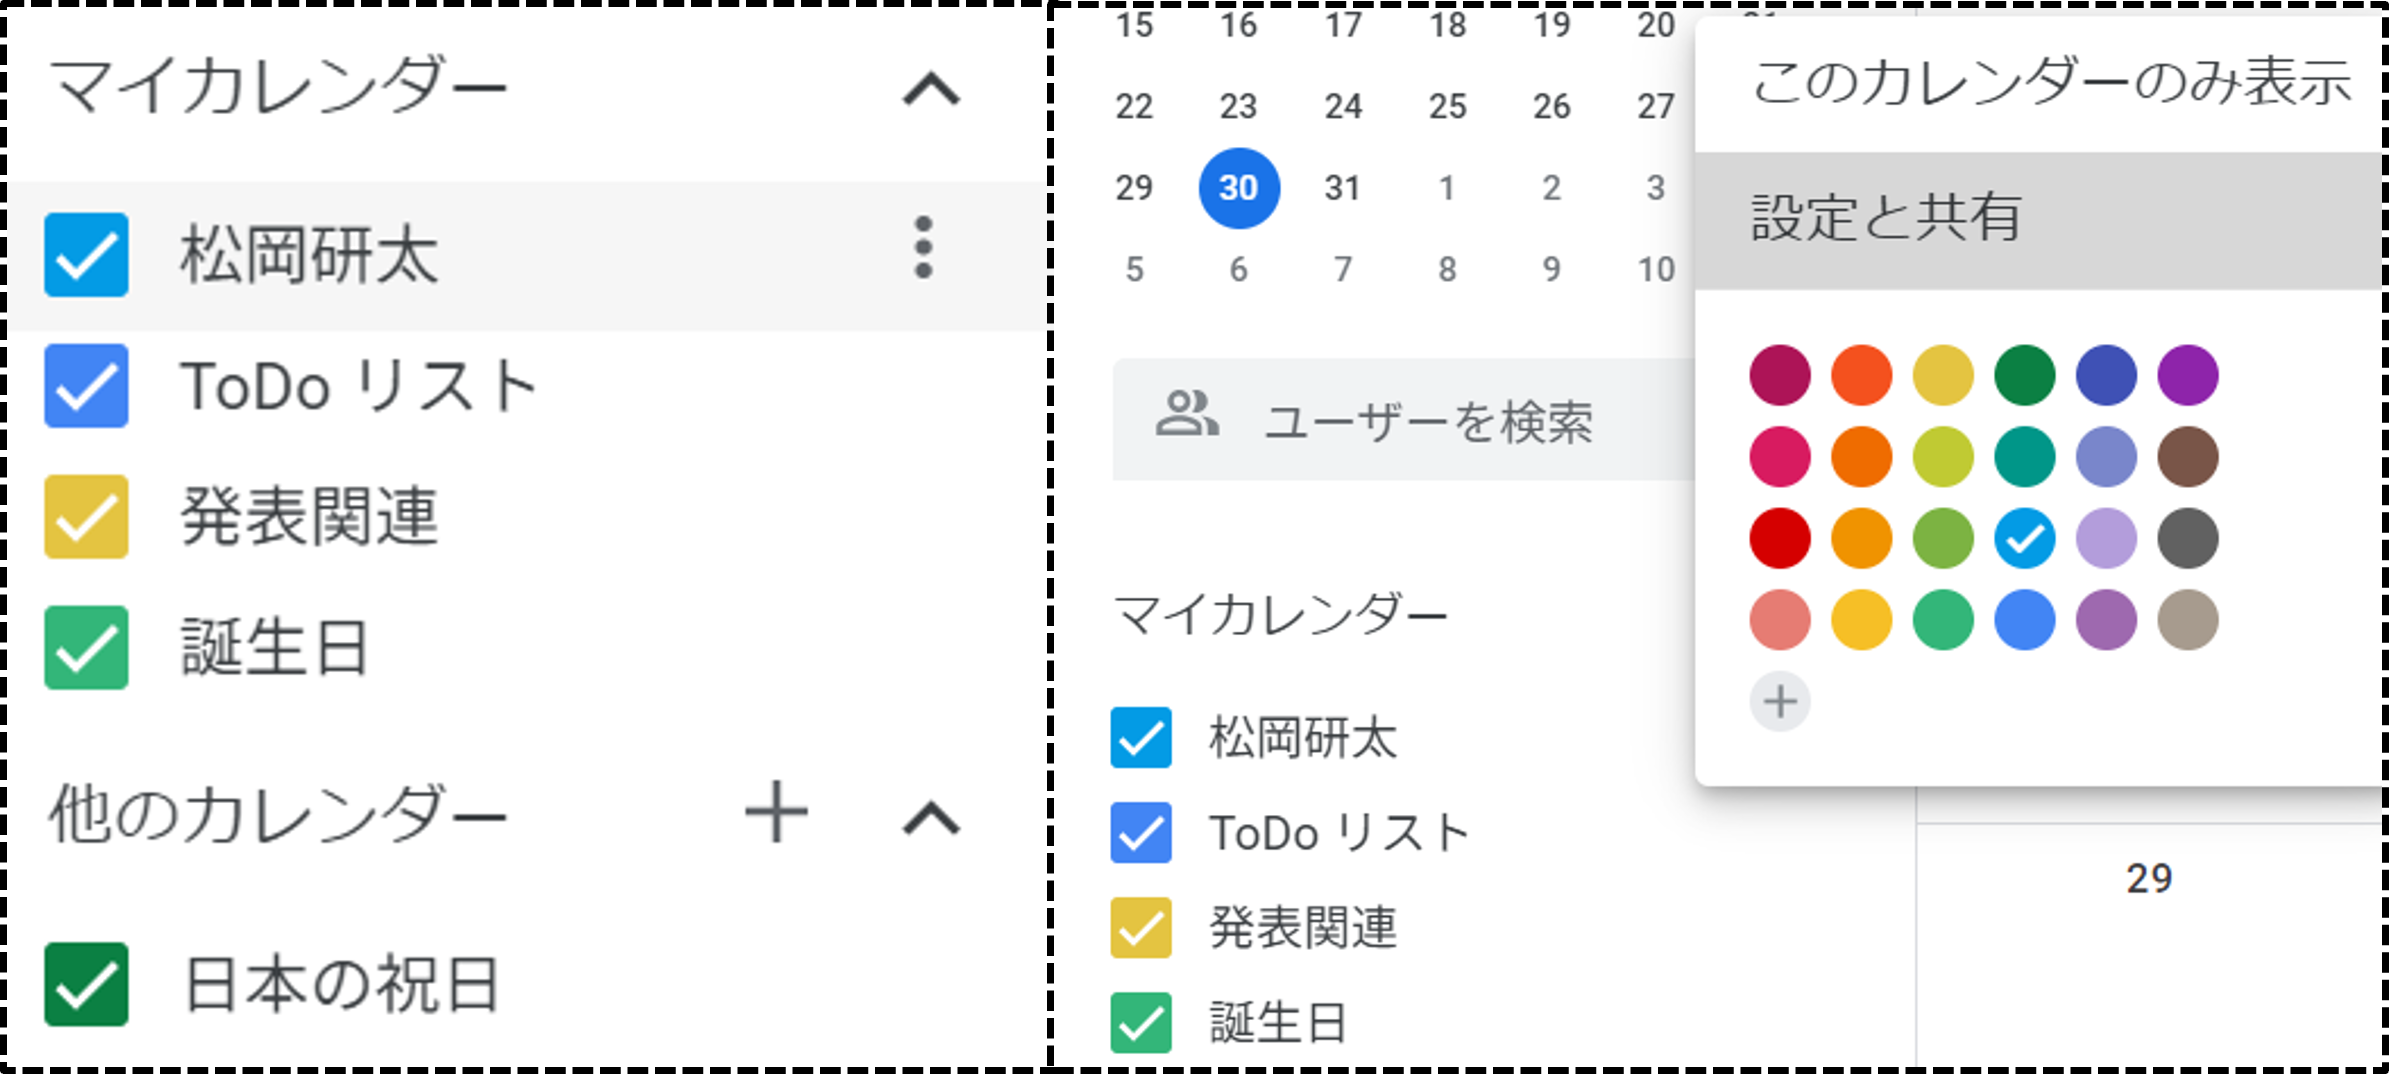 マイカレンダー
松岡研太
ToDo リスト
発表関連
誕生日
他のカレンダー
日本の祝日
15 16 17 18 19 20
22 23 24 25 26 27
29 30 31 1 2 3
5 6 7 8 9 10
ユーザーを検索
マイカレンダー
松岡研太
ToDo リスト
発表関連
誕生日
このカレンダーのみ表示
設定と共有
29